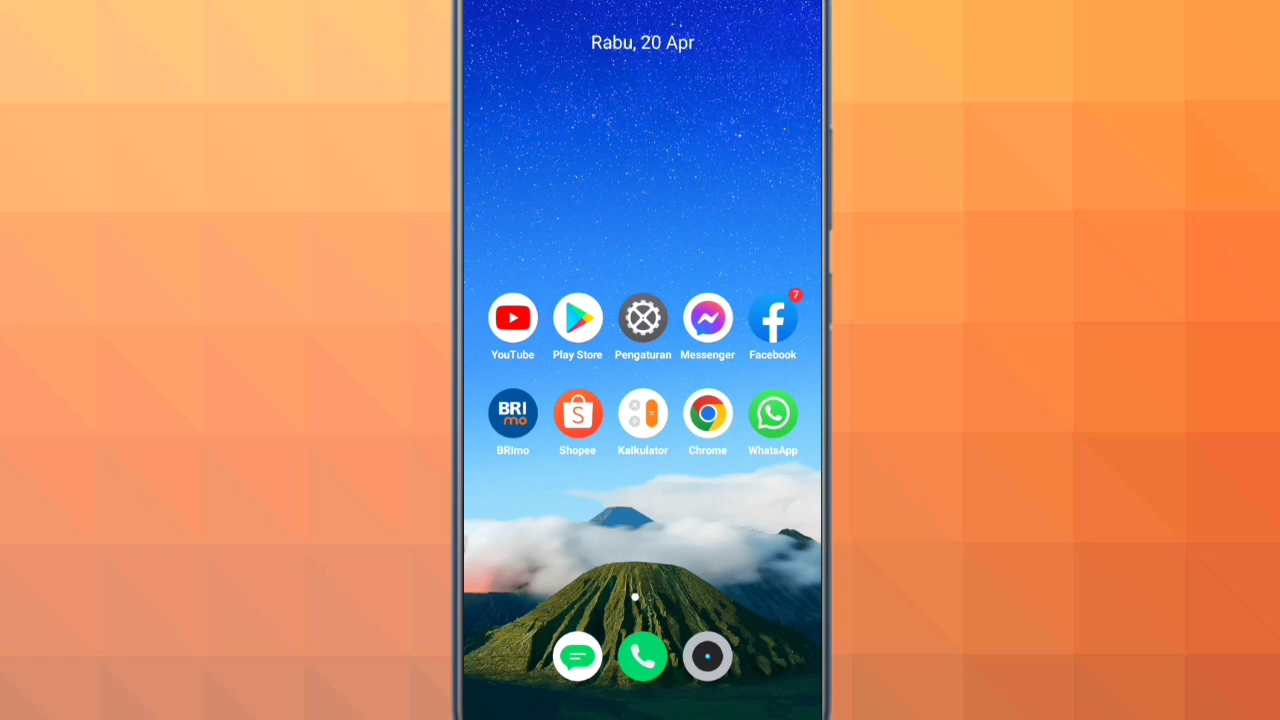 Rabu, 20 Apr
7
YouTube Play Store Pengaturan Messenger Facebook
BRI
mo
S
BRImo Shopee Kalkulator Chrome WhatsApp